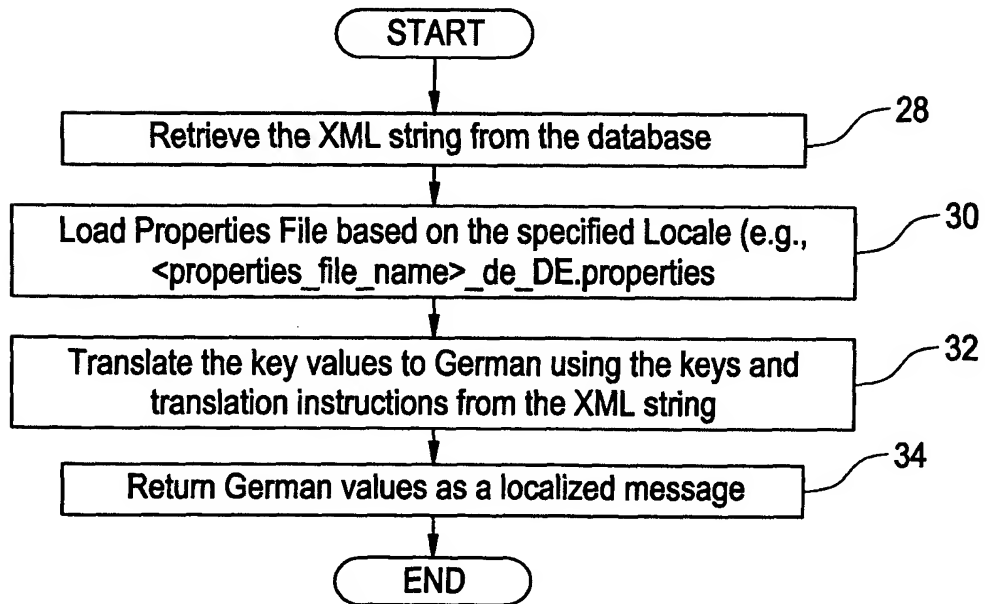 START
28
Retrieve the XML string from the database
30
Load Properties File based on the specified Locale (e.g.,
<properties_file_name>_de_DE.properties
32
Translate the key values to German using the keys and
translation instructions from the XML string
34
Return German values as a localized message
END